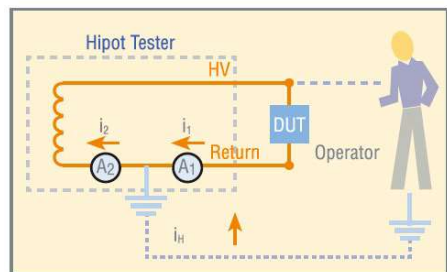 Hipot Tester
HV
i2
i1
DUT
A2
A1
Return
Operator
iH